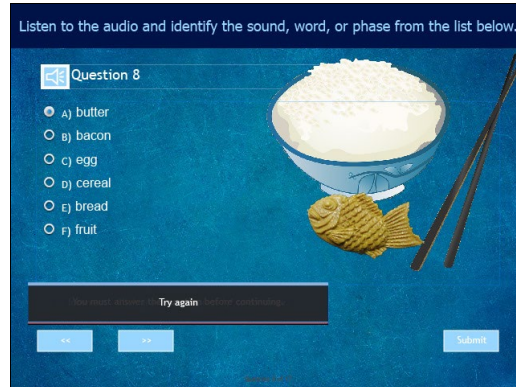 Listen to the audio and identify the sound, word, or phase from the list below.
Question 8
A) butter
B) bacon
C) egg
D) cereal
E) bread
F) fruit
Try again
<< >> Submit